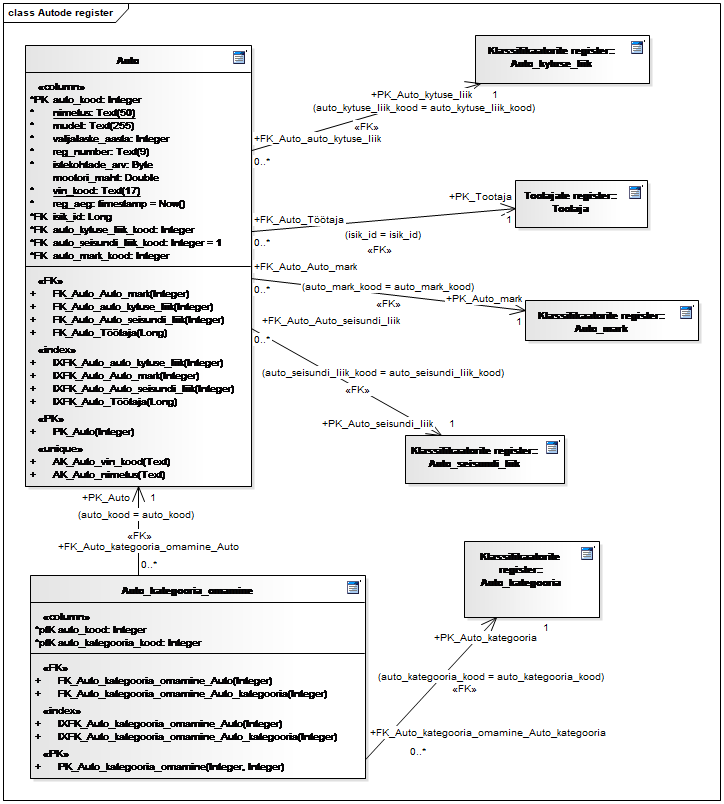 class Autode register
Auto
«column»
*PK auto_kood: Integer
* nimetus: Text(50)
* mudel: Text(255)
* valjalaske_aasta: Integer
* reg_number: Text(9)
* istekohtade_arv: Byte
mootori_maht: Double
* vin_kood: Text(17)
* reg_aeg: timestamp = Now()
*FK isik_id: Long
*FK auto_kytuse_liik_kood: Integer
*FK auto_seisundi_liik_kood: Integer = 1
*FK auto_mark_kood: Integer
«FK»
+ FK_Auto_Auto_mark(Integer)
+ FK_Auto_auto_kytuse_liik(Integer)
+ FK_Auto_Auto_seisundi_liik(Integer)
+ FK_Auto_Töötaja(Long)
«index»
+ IXFK_Auto_auto_kytuse_liik(Integer)
+ IXFK_Auto_Auto_mark(Integer)
+ IXFK_Auto_Auto_seisundi_liik(Integer)
+ IXFK_Auto_Töötaja(Long)
«PK»
+ PK_Auto(Integer)
«unique»
+ AK_Auto_vin_kood(Text)
+ AK_Auto_nimetus(Text)
Klassifikaatorite register::
Auto_kytuse_liik
+PK_Auto_kytuse_liik 1
(auto_kytuse_liik_kood = auto_kytuse_liik_kood)
«FK»
+FK_Auto_auto_kytuse_liik
0..*
Tootajate register::
Tootaja
+PK_Tootaja
1
+FK_Auto_Töötaja
(isik_id = isik_id)
0..*
«FK»
+FK_Auto_Auto_mark
0..*
(auto_mark_kood = auto_mark_kood)
«FK»
+PK_Auto_mark
1
Klassifikaatorite register::
Auto_mark
+FK_Auto_Auto_seisundi_liik
0..*
(auto_seisundi_liik_kood = auto_seisundi_liik_kood)
«FK»
+PK_Auto_seisundi_liik 1
Klassifikaatorite register::
Auto_seisundi_liik
+PK_Auto 1
(auto_kood = auto_kood)
«FK»
+FK_Auto_kategooria_omamine_Auto
0..*
Auto_kategooria_omamine
«column»
*pfK auto_kood: Integer
*pfK auto_kategooria_kood: Integer
«FK»
+ FK_Auto_kategooria_omamine_Auto(Integer)
+ FK_Auto_kategooria_omamine_Auto_kategooria(Integer)
«index»
+ IXFK_Auto_kategooria_omamine_Auto(Integer)
+ IXFK_Auto_kategooria_omamine_Auto_kategooria(Integer)
«PK»
+ PK_Auto_kategooria_omamine(Integer, Integer)
Klassifikaatorite
register::
Auto_kategooria
1
+PK_Auto_kategooria
(auto_kategooria_kood = auto_kategooria_kood)
«FK»
+FK_Auto_kategooria_omamine_Auto_kategooria
0..*